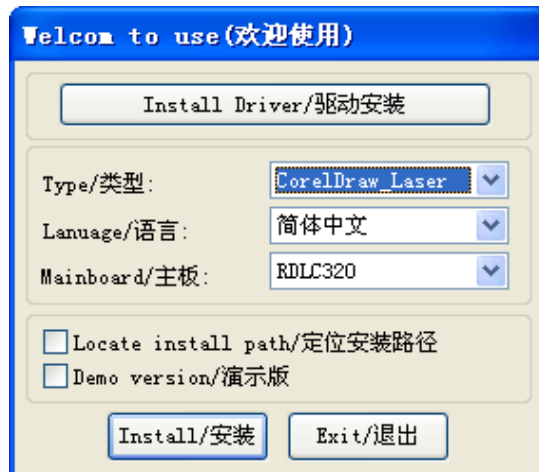 Welcom to use(欢迎使用)
Install Driver/驱动安装
Type/类型: CorelDraw_Laser
Lanuage/语言: 简体中文
Mainboard/主板: RDLC320
Locate install path/定位安装路径
Demo version/演示版
Install/安装 Exit/退出